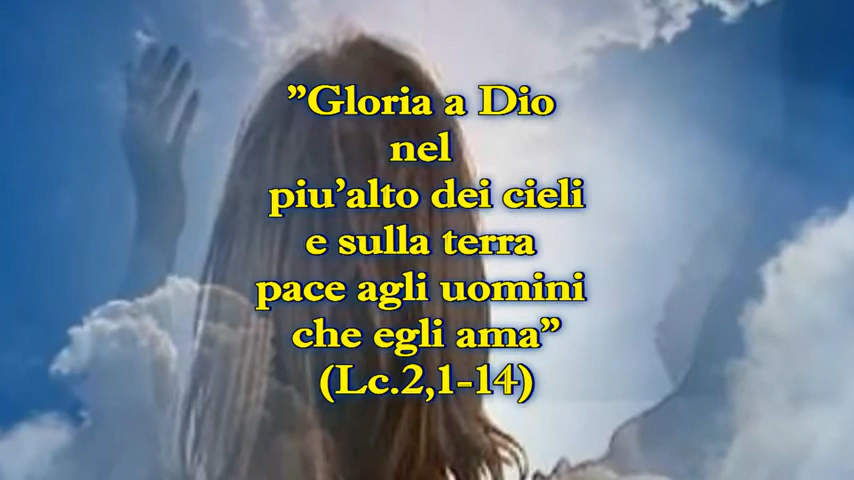 ”Gloria a Dio
nel
piu’alto dei cieli
e sulla terra
pace agli uomini
che egli ama”
(Lc.2,1-14)